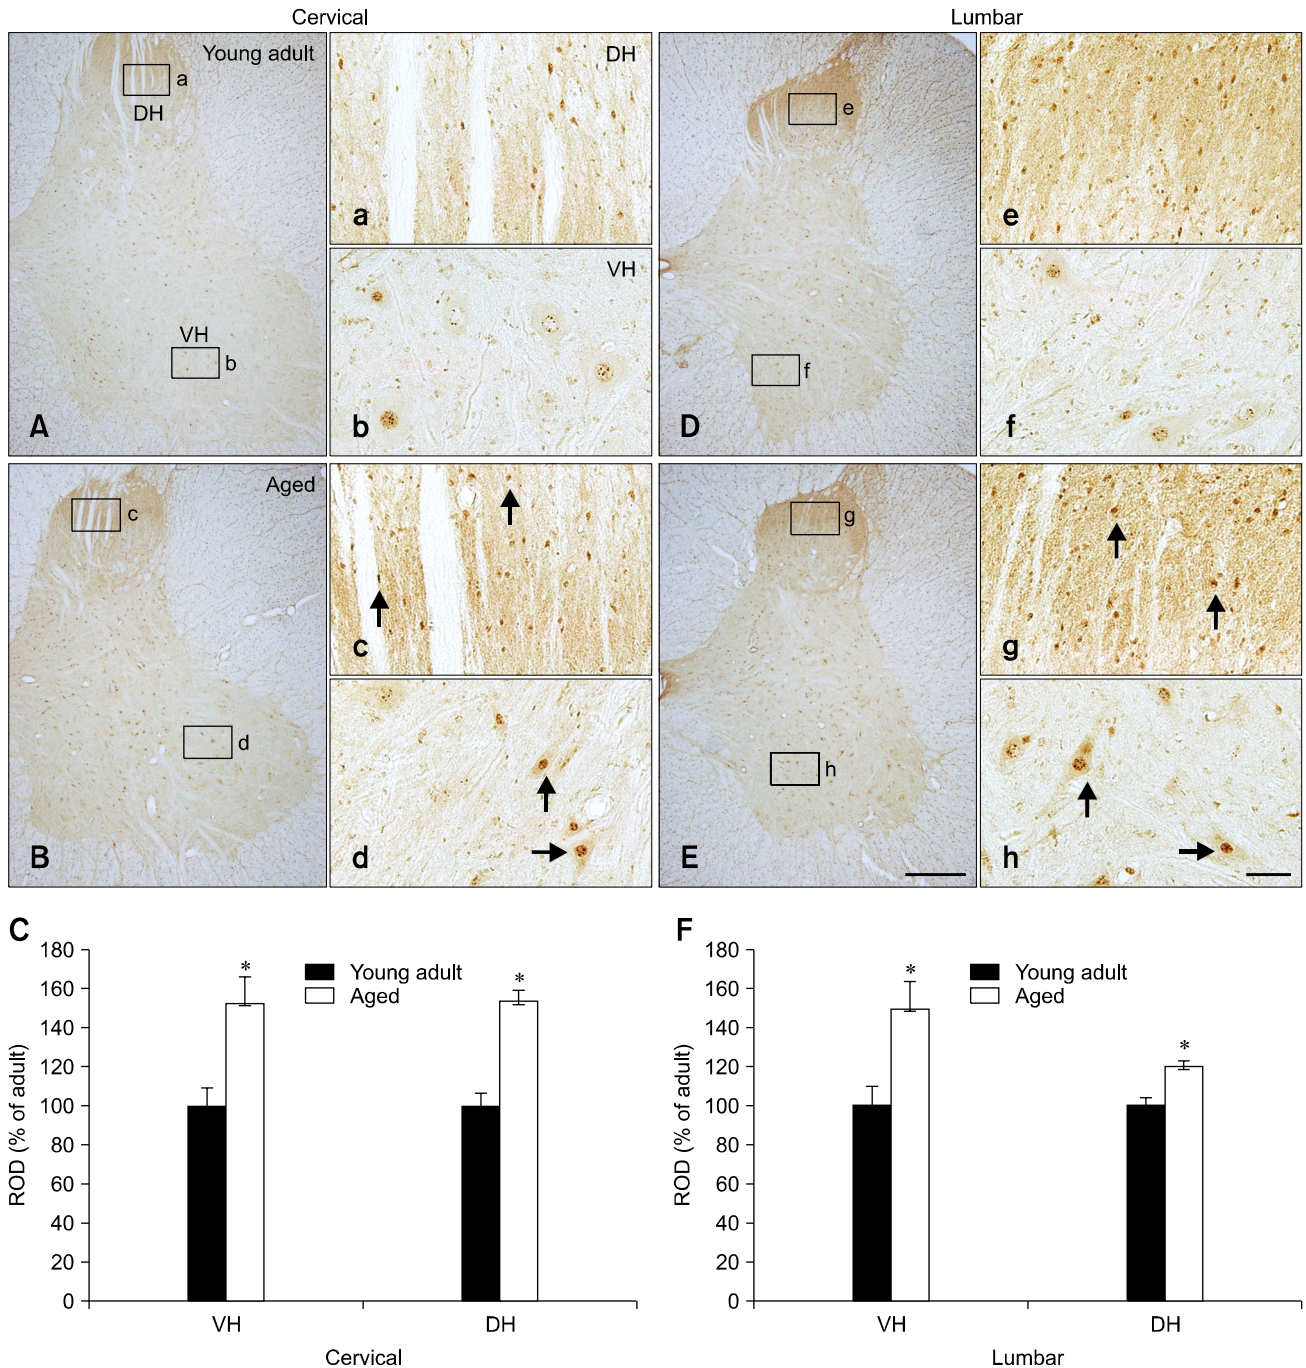 Cervical
Lumbar
Young adult
a
DH
VH
b
A
DH
a
VH
b
e
f
D
e
f
Aged
c
d
B
c
d
g
h
E
g
h
C
ROD (% of adult)
180
160
140
120
100
80
60
40
20
0
*
*
Young adult
Aged
VH
DH
Cervical
F
ROD (% of adult)
180
160
140
120
100
80
60
40
20
0
*
*
Young adult
Aged
VH
DH
Lumbar